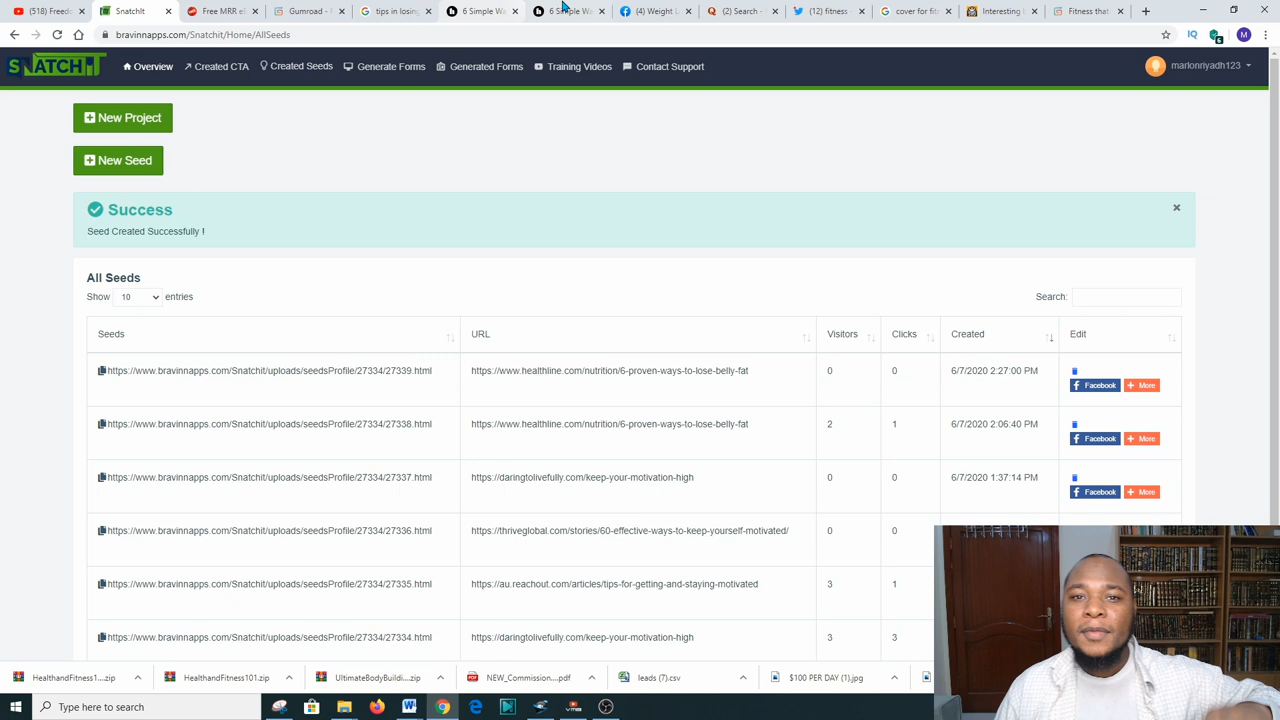 (518) Freeds
SnatchIt
Free MRR el
Gumroad -
tips in losing
6 Simple Wa
6 Simple Wa
(4) Weight L
(2) Search -
(12) fitness -
cover for fit
Interesting
Fitness that
bravinnapps.com/Snatchit/Home/AllSeeds
SNATCHIT
Overview
Created CTA
Created Seeds
Generate Forms
Generated Forms
Training Videos
Contact Support
marlonriyadh123
New Project
New Seed
Success
Seed Created Successfully !
All Seeds
Show 10 entries
Search:
Seeds URL Visitors Clicks Created Edit
https://www.bravinnapps.com/Snatchit/uploads/seedsProfile/27334/27339.html https://www.healthline.com/nutrition/6-proven-ways-to-lose-belly-fat 0 0 6/7/2020 2:27:00 PM
Facebook More
https://www.bravinnapps.com/Snatchit/uploads/seedsProfile/27334/27338.html https://www.healthline.com/nutrition/6-proven-ways-to-lose-belly-fat 2 1 6/7/2020 2:06:40 PM
Facebook More
https://www.bravinnapps.com/Snatchit/uploads/seedsProfile/27334/27337.html https://daringtolivefully.com/keep-your-motivation-high 0 0 6/7/2020 1:37:14 PM
Facebook More
https://www.bravinnapps.com/Snatchit/uploads/seedsProfile/27334/27336.html https://thriveglobal.com/stories/60-effective-ways-to-keep-yourself-motivated/ 0 0
https://www.bravinnapps.com/Snatchit/uploads/seedsProfile/27334/27335.html https://au.reachout.com/articles/tips-for-getting-and-staying-motivated 3 1
https://www.bravinnapps.com/Snatchit/uploads/seedsProfile/27334/27334.html https://daringtolivefully.com/keep-your-motivation-high 3 3
HealthandFitness1....zip
HealthandFitness101.zip
UltimateBodyBuildi....zip
NEW_Commission....pdf
leads (7).csv
$100 PER DAY (1).jpg
Type here to search